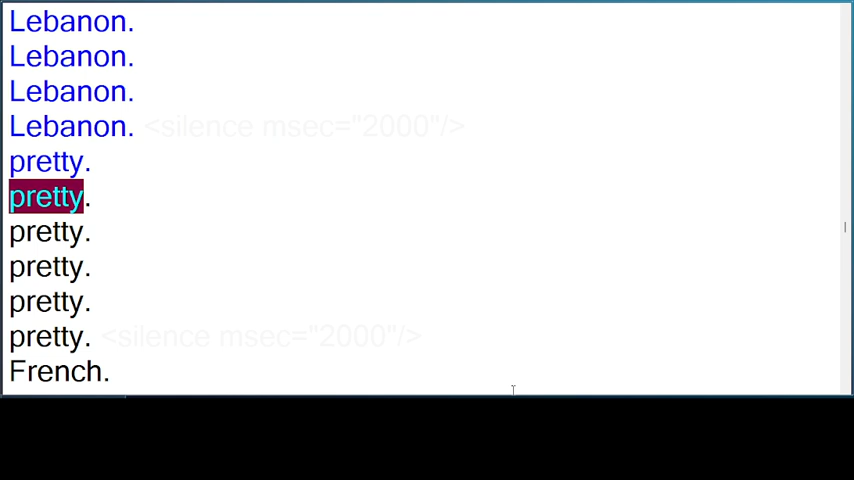 Lebanon.
Lebanon.
Lebanon.
Lebanon. <silence msec="2000"/>
pretty.
pretty.
pretty.
pretty.
pretty.
pretty. <silence msec="2000"/>
French.